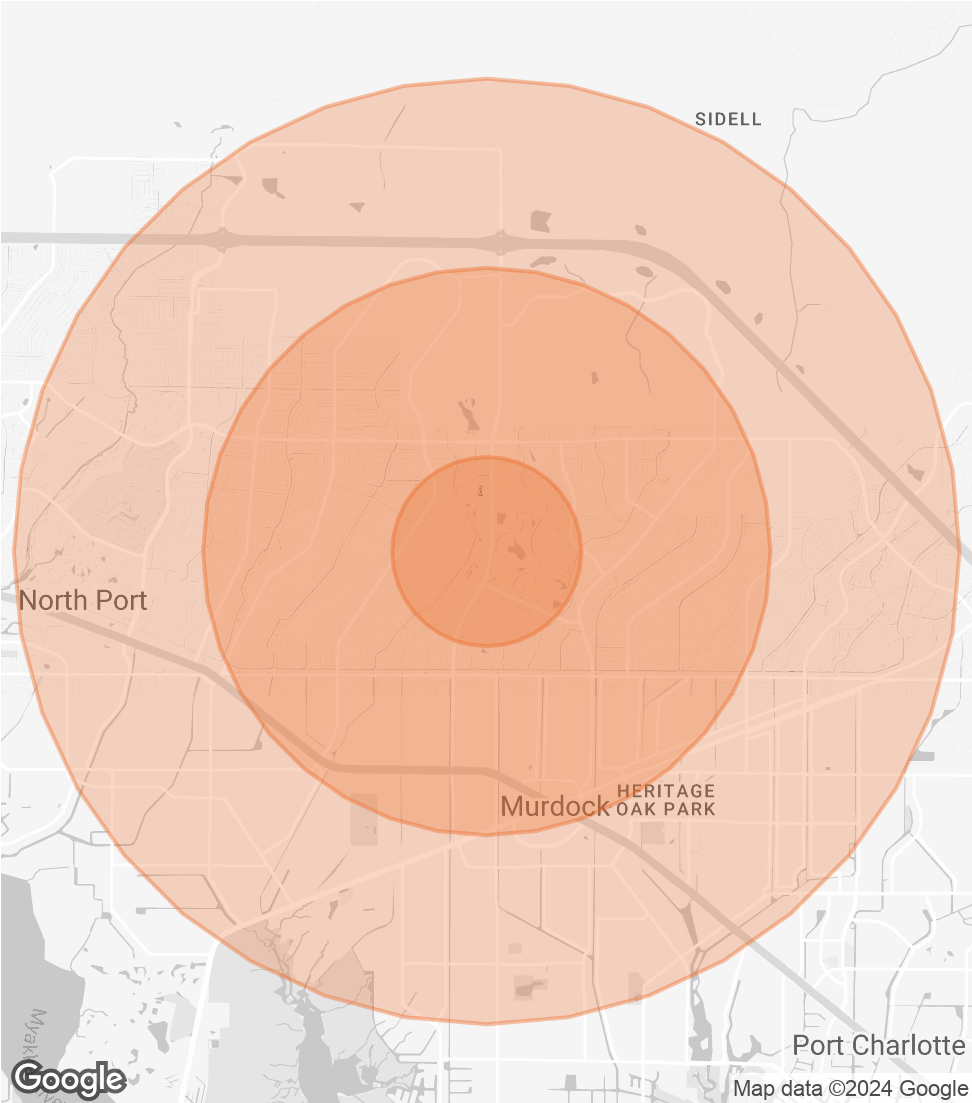 SIDELL
North Port
Murdock
HERITAGE
OAK PARK
Port Charlotte
Google
Map data ©2024 Google